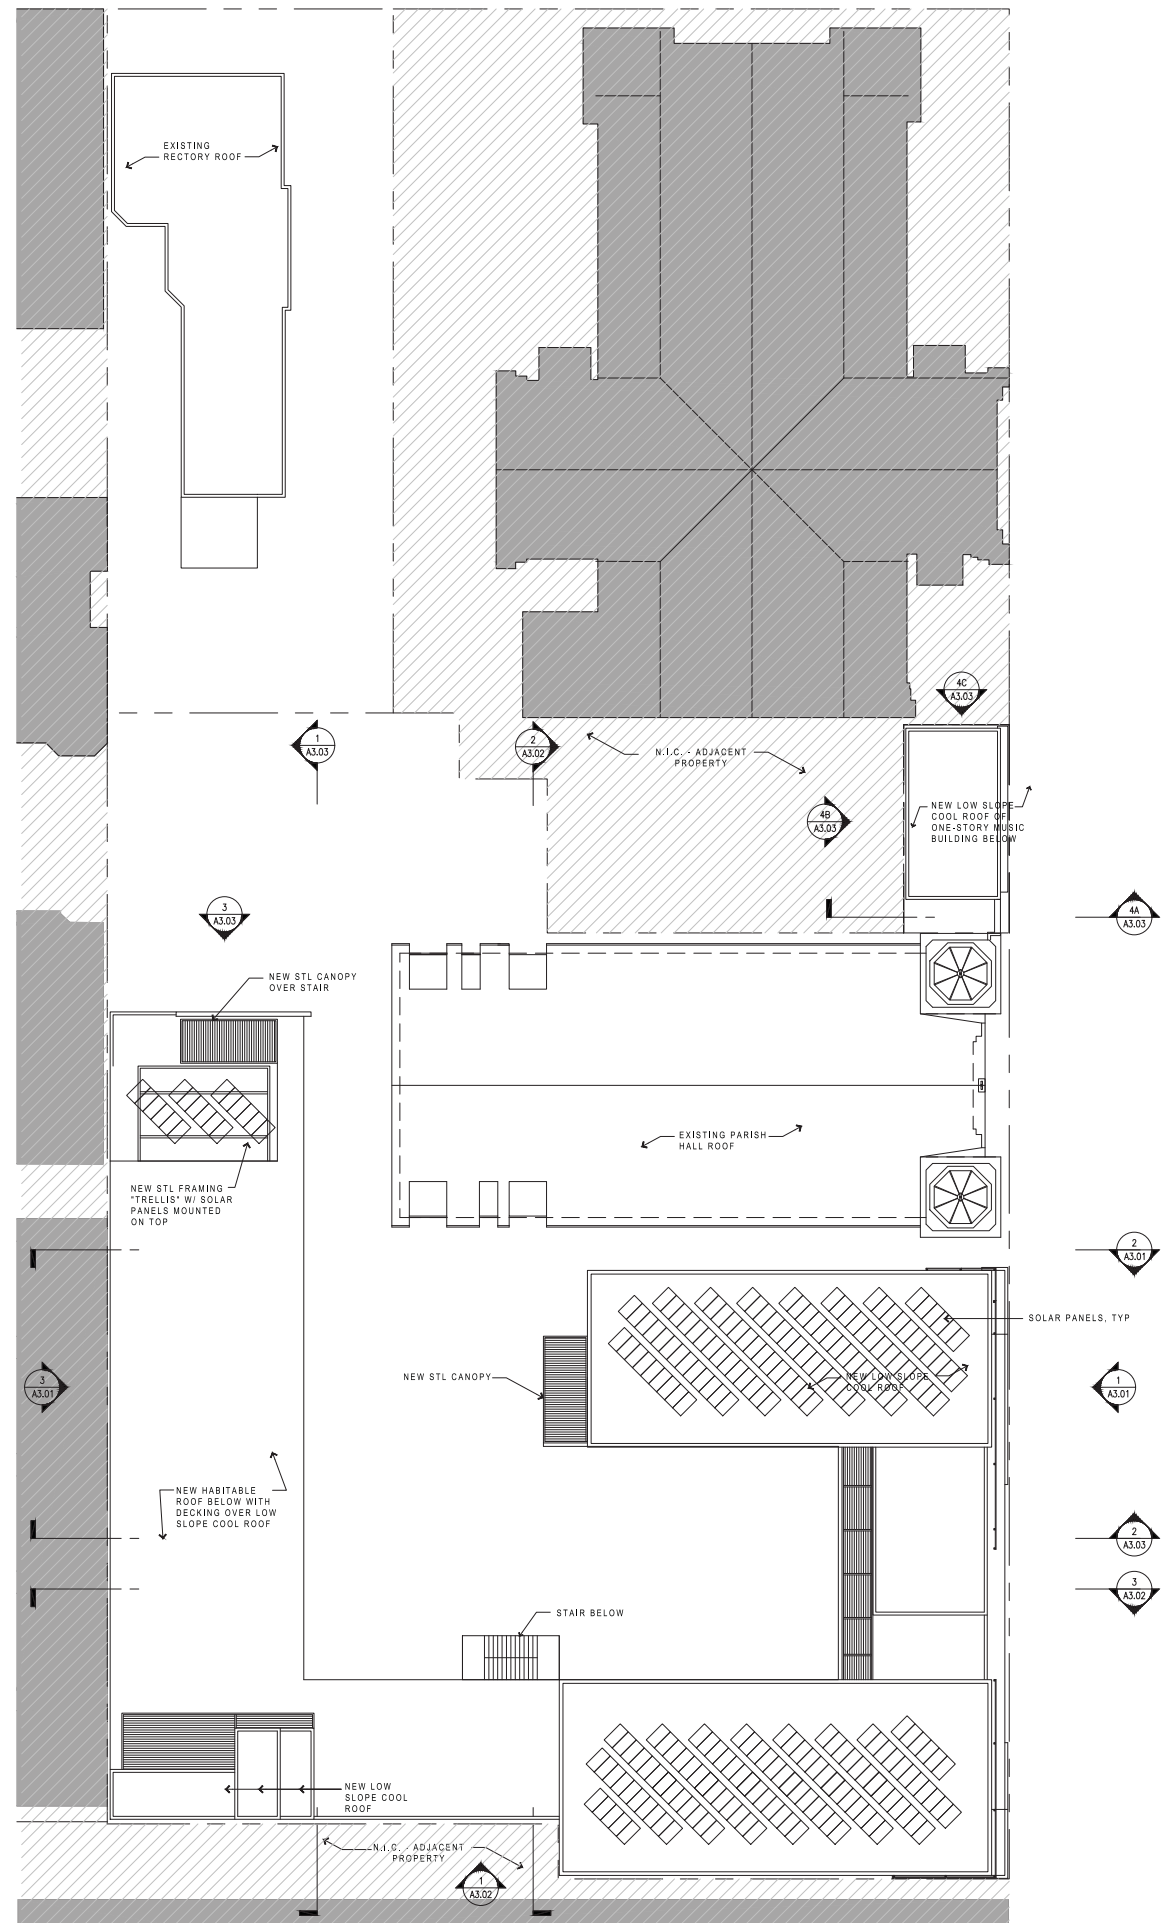 EXISTING
RECTORY ROOF
4C
A3.03
1
A3.03
2
A3.02
N.I.C. - ADJACENT
PROPERTY
4B
A3.03
NEW LOW SLOPE
COOL ROOF OF
ONE-STORY MUSIC
BUILDING BELOW
3
A3.03
4A
A3.03
NEW STL CANOPY
OVER STAIR
EXISTING PARISH
HALL ROOF
NEW STL FRAMING
"TRELLIS" W/ SOLAR
PANELS MOUNTED
ON TOP
2
A3.01
SOLAR PANELS, TYP
3
A3.01
NEW STL CANOPY
NEW LOW SLOPE
COOL ROOF
1
A3.01
NEW HABITABLE
ROOF BELOW WITH
DECKING OVER LOW
SLOPE COOL ROOF
2
A3.03
3
A3.02
STAIR BELOW
NEW LOW
SLOPE COOL
ROOF
N.I.C. - ADJACENT
PROPERTY
1
A3.02